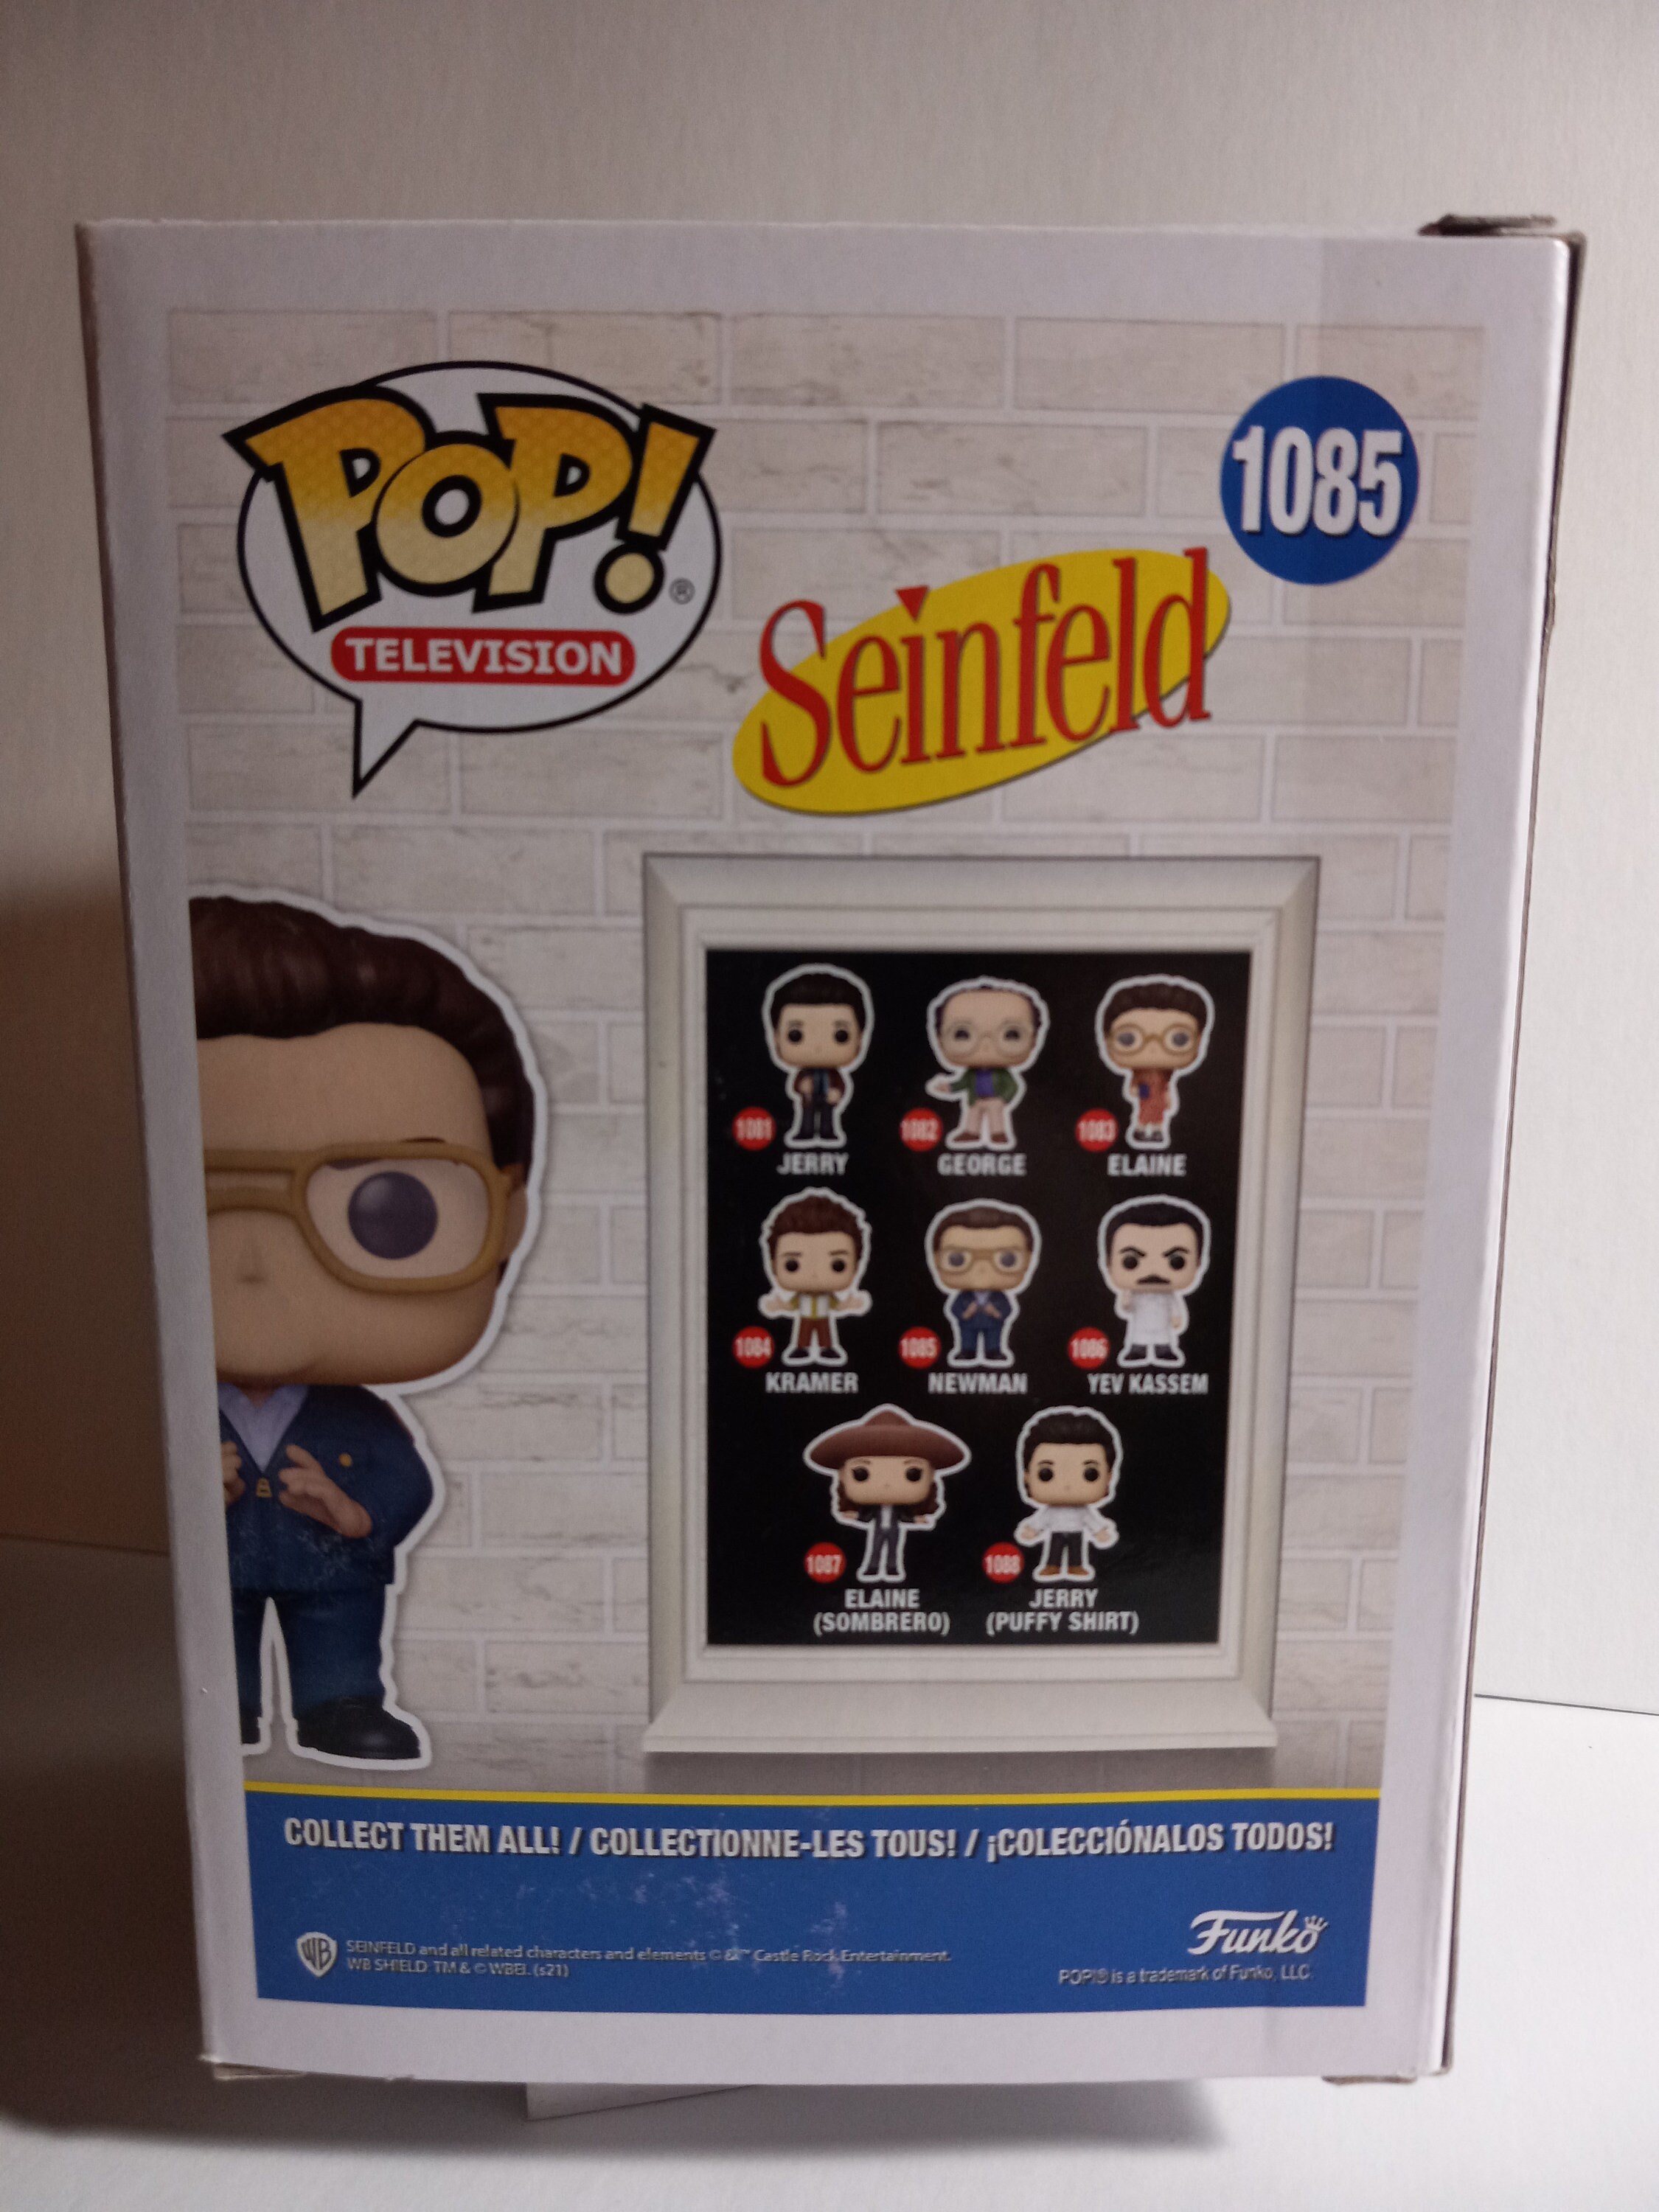 POP!®
TELEVISION
1085
Seinfeld
1081
JERRY
1082
GEORGE
1083
ELAINE
1084
KRAMER
1085
NEWMAN
1086
YEV KASSEM
1087
ELAINE
(SOMBRERO)
1088
JERRY
(PUFFY SHIRT)
COLLECT THEM ALL! / COLLECTIONNE-LES TOUS! / ¡COLECCIÓNALOS TODOS!
WB
SEINFELD and all related characters and elements © &™ Castle Rock Entertainment.
WB SHIELD: TM & © WBEI. (s21)
Funko
POP!® is a trademark of Funko, LLC.